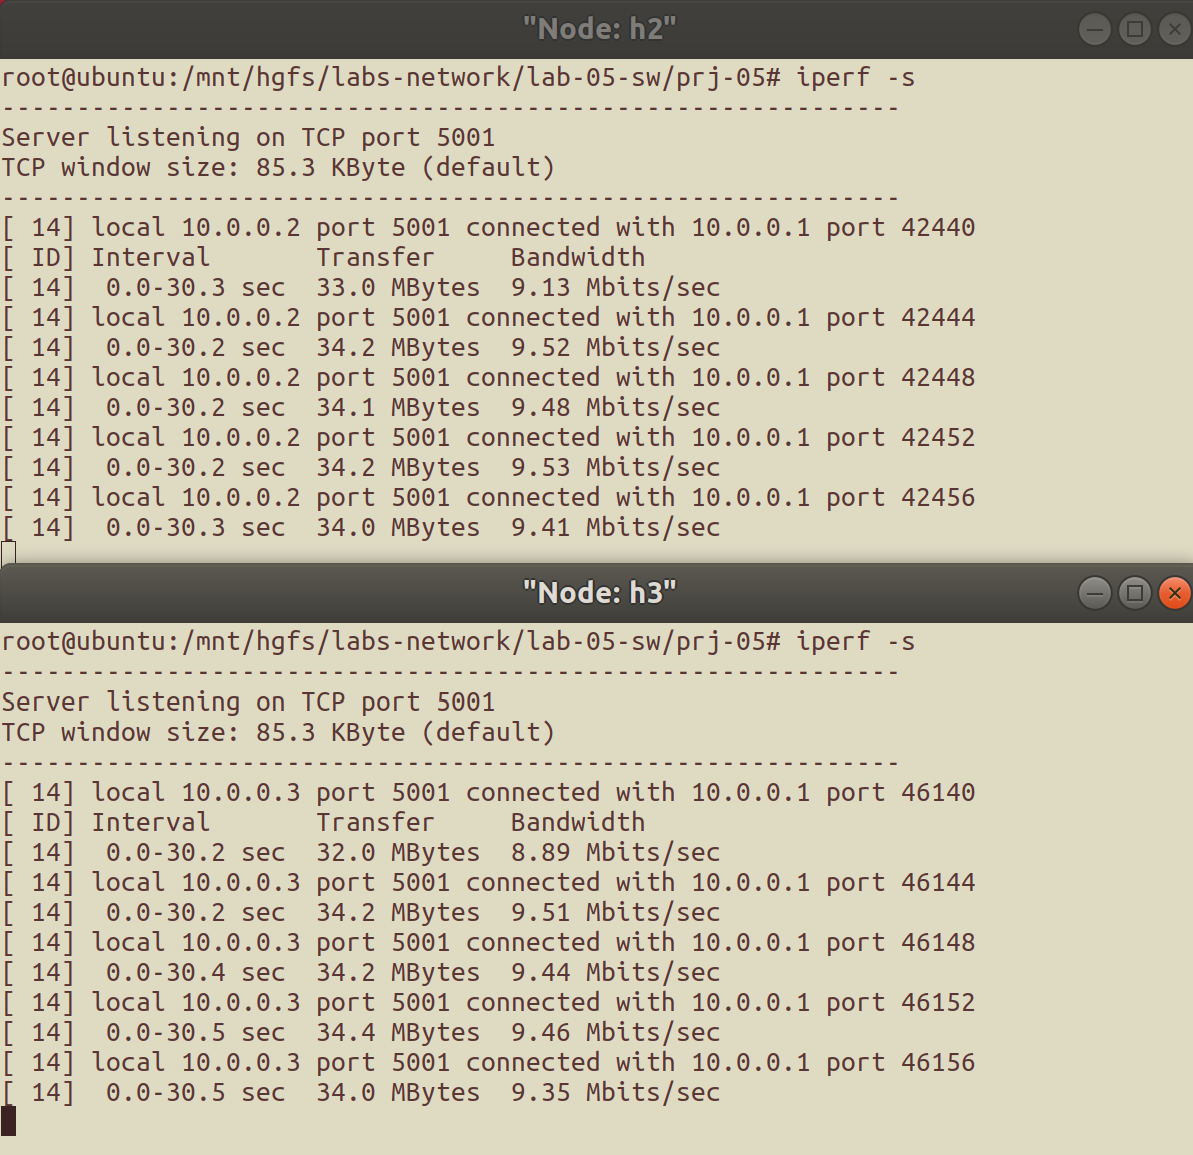 "Node: h2"
root@ubuntu:/mnt/hgfs/labs-network/lab-05-sw/prj-05# iperf -s
------------------------------------------------------------
Server listening on TCP port 5001
TCP window size: 85.3 KByte (default)
------------------------------------------------------------
[ 14] local 10.0.0.2 port 5001 connected with 10.0.0.1 port 42440
[ ID] Interval       Transfer     Bandwidth
[ 14]  0.0-30.3 sec  33.0 MBytes  9.13 Mbits/sec
[ 14] local 10.0.0.2 port 5001 connected with 10.0.0.1 port 42444
[ 14]  0.0-30.2 sec  34.2 MBytes  9.52 Mbits/sec
[ 14] local 10.0.0.2 port 5001 connected with 10.0.0.1 port 42448
[ 14]  0.0-30.2 sec  34.1 MBytes  9.48 Mbits/sec
[ 14] local 10.0.0.2 port 5001 connected with 10.0.0.1 port 42452
[ 14]  0.0-30.2 sec  34.2 MBytes  9.53 Mbits/sec
[ 14] local 10.0.0.2 port 5001 connected with 10.0.0.1 port 42456
[ 14]  0.0-30.3 sec  34.0 MBytes  9.41 Mbits/sec
"Node: h3"
root@ubuntu:/mnt/hgfs/labs-network/lab-05-sw/prj-05# iperf -s
------------------------------------------------------------
Server listening on TCP port 5001
TCP window size: 85.3 KByte (default)
------------------------------------------------------------
[ 14] local 10.0.0.3 port 5001 connected with 10.0.0.1 port 46140
[ ID] Interval       Transfer     Bandwidth
[ 14]  0.0-30.2 sec  32.0 MBytes  8.89 Mbits/sec
[ 14] local 10.0.0.3 port 5001 connected with 10.0.0.1 port 46144
[ 14]  0.0-30.2 sec  34.2 MBytes  9.51 Mbits/sec
[ 14] local 10.0.0.3 port 5001 connected with 10.0.0.1 port 46148
[ 14]  0.0-30.4 sec  34.2 MBytes  9.44 Mbits/sec
[ 14] local 10.0.0.3 port 5001 connected with 10.0.0.1 port 46152
[ 14]  0.0-30.5 sec  34.4 MBytes  9.46 Mbits/sec
[ 14] local 10.0.0.3 port 5001 connected with 10.0.0.1 port 46156
[ 14]  0.0-30.5 sec  34.0 MBytes  9.35 Mbits/sec